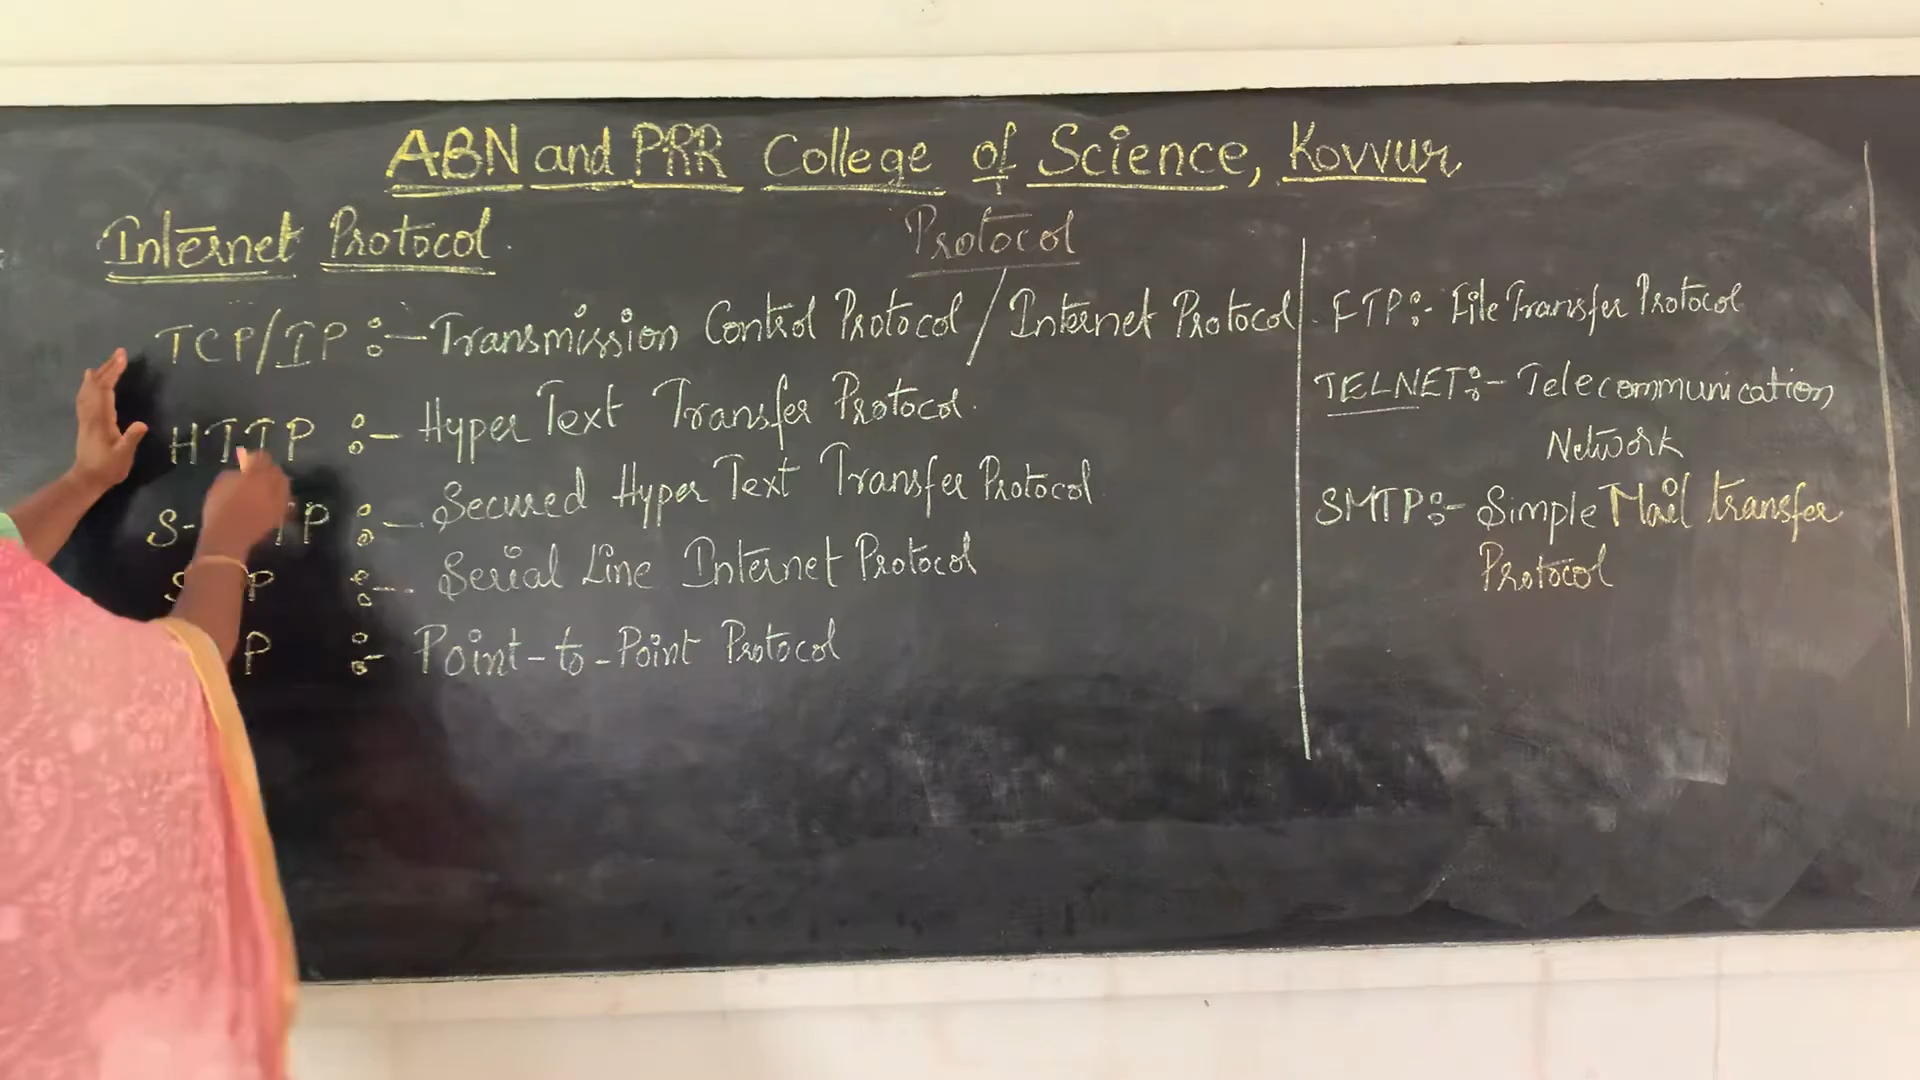 ABN and PRR College of Science, Kovvur
Internet Protocol.
Protocol
TCP/IP :- Transmission Control Protocol / Internet Protocol.
HTTP :- Hyper Text Transfer Protocol.
:- Secured Hyper Text Transfer Protocol
:- Serial Line Internet Protocol
:- Point-to-Point Protocol
FTP:- File Transfer Protocol
TELNET:- Telecommunication
Network
SMTP:- Simple Mail transfer
Protocol